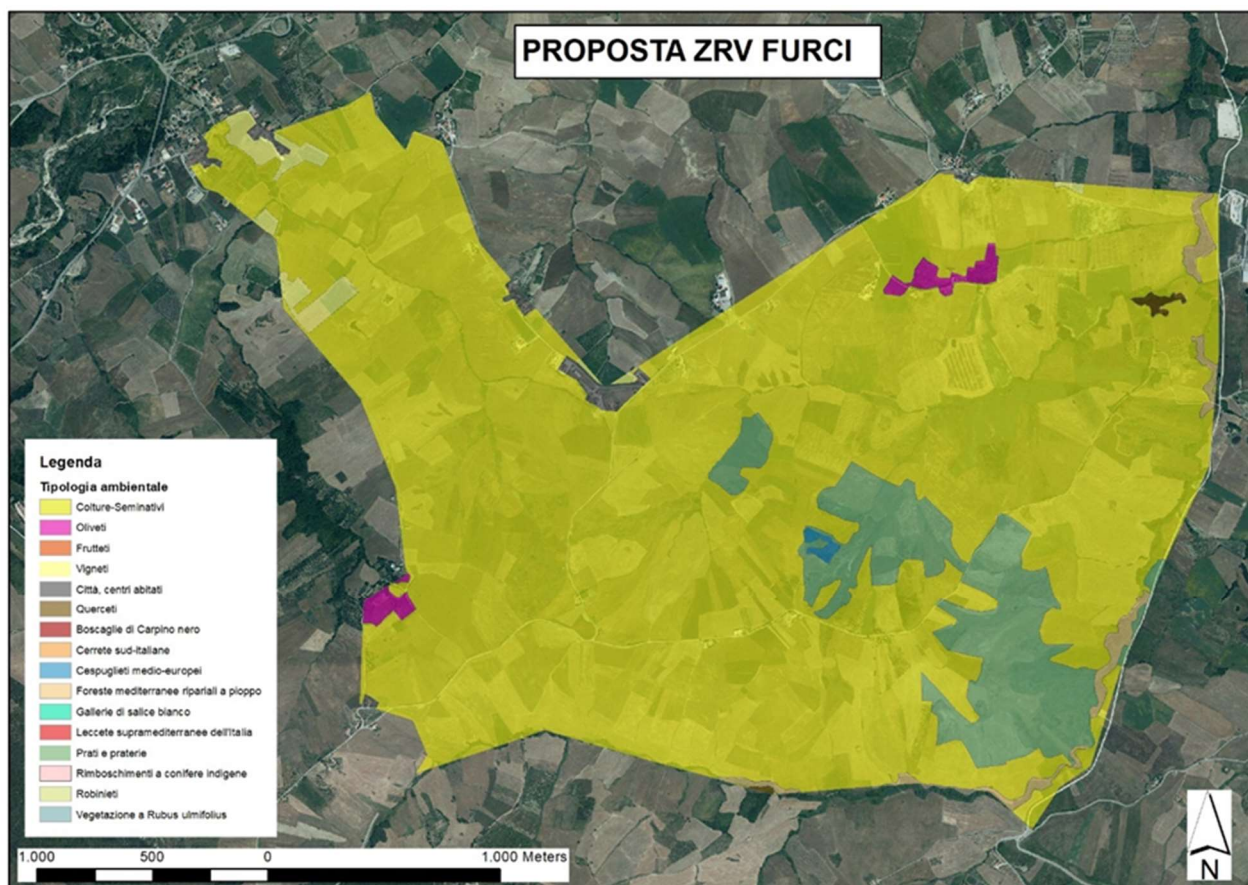 PROPOSTA ZRV FURCI
Legenda
Tipologia ambientale
Colture-Seminativi
Oliveti
Frutteti
Vigneti
Città, centri abitati
Querceti
Boscaglie di Carpino nero
Cerrete sud-italiane
Cespuglieti medio-europei
Foreste mediterranee ripariali a pioppo
Gallerie di salice bianco
Leccete supramediterranee dell'Italia
Prati e praterie
Rimboschimenti a conifere indigene
Robinieti
Vegetazione a Rubus ulmifolius
1.000 500 0 1.000 Meters
N